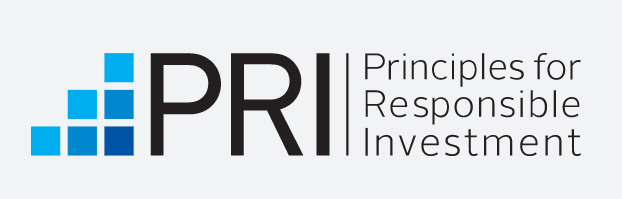 PRI
Principles for
Responsible
Investment